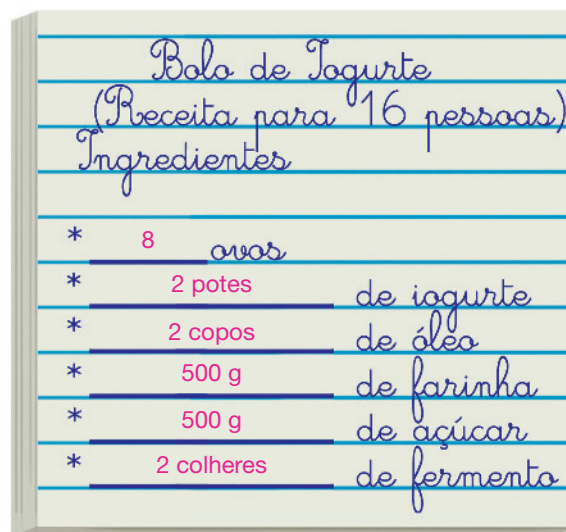 Bolo de Iogurte
(Receita para 16 pessoas)
Ingredientes
* 8 ovos
* 2 potes de iogurte
* 2 copos de óleo
* 500 g de farinha
* 500 g de açúcar
* 2 colheres de fermento